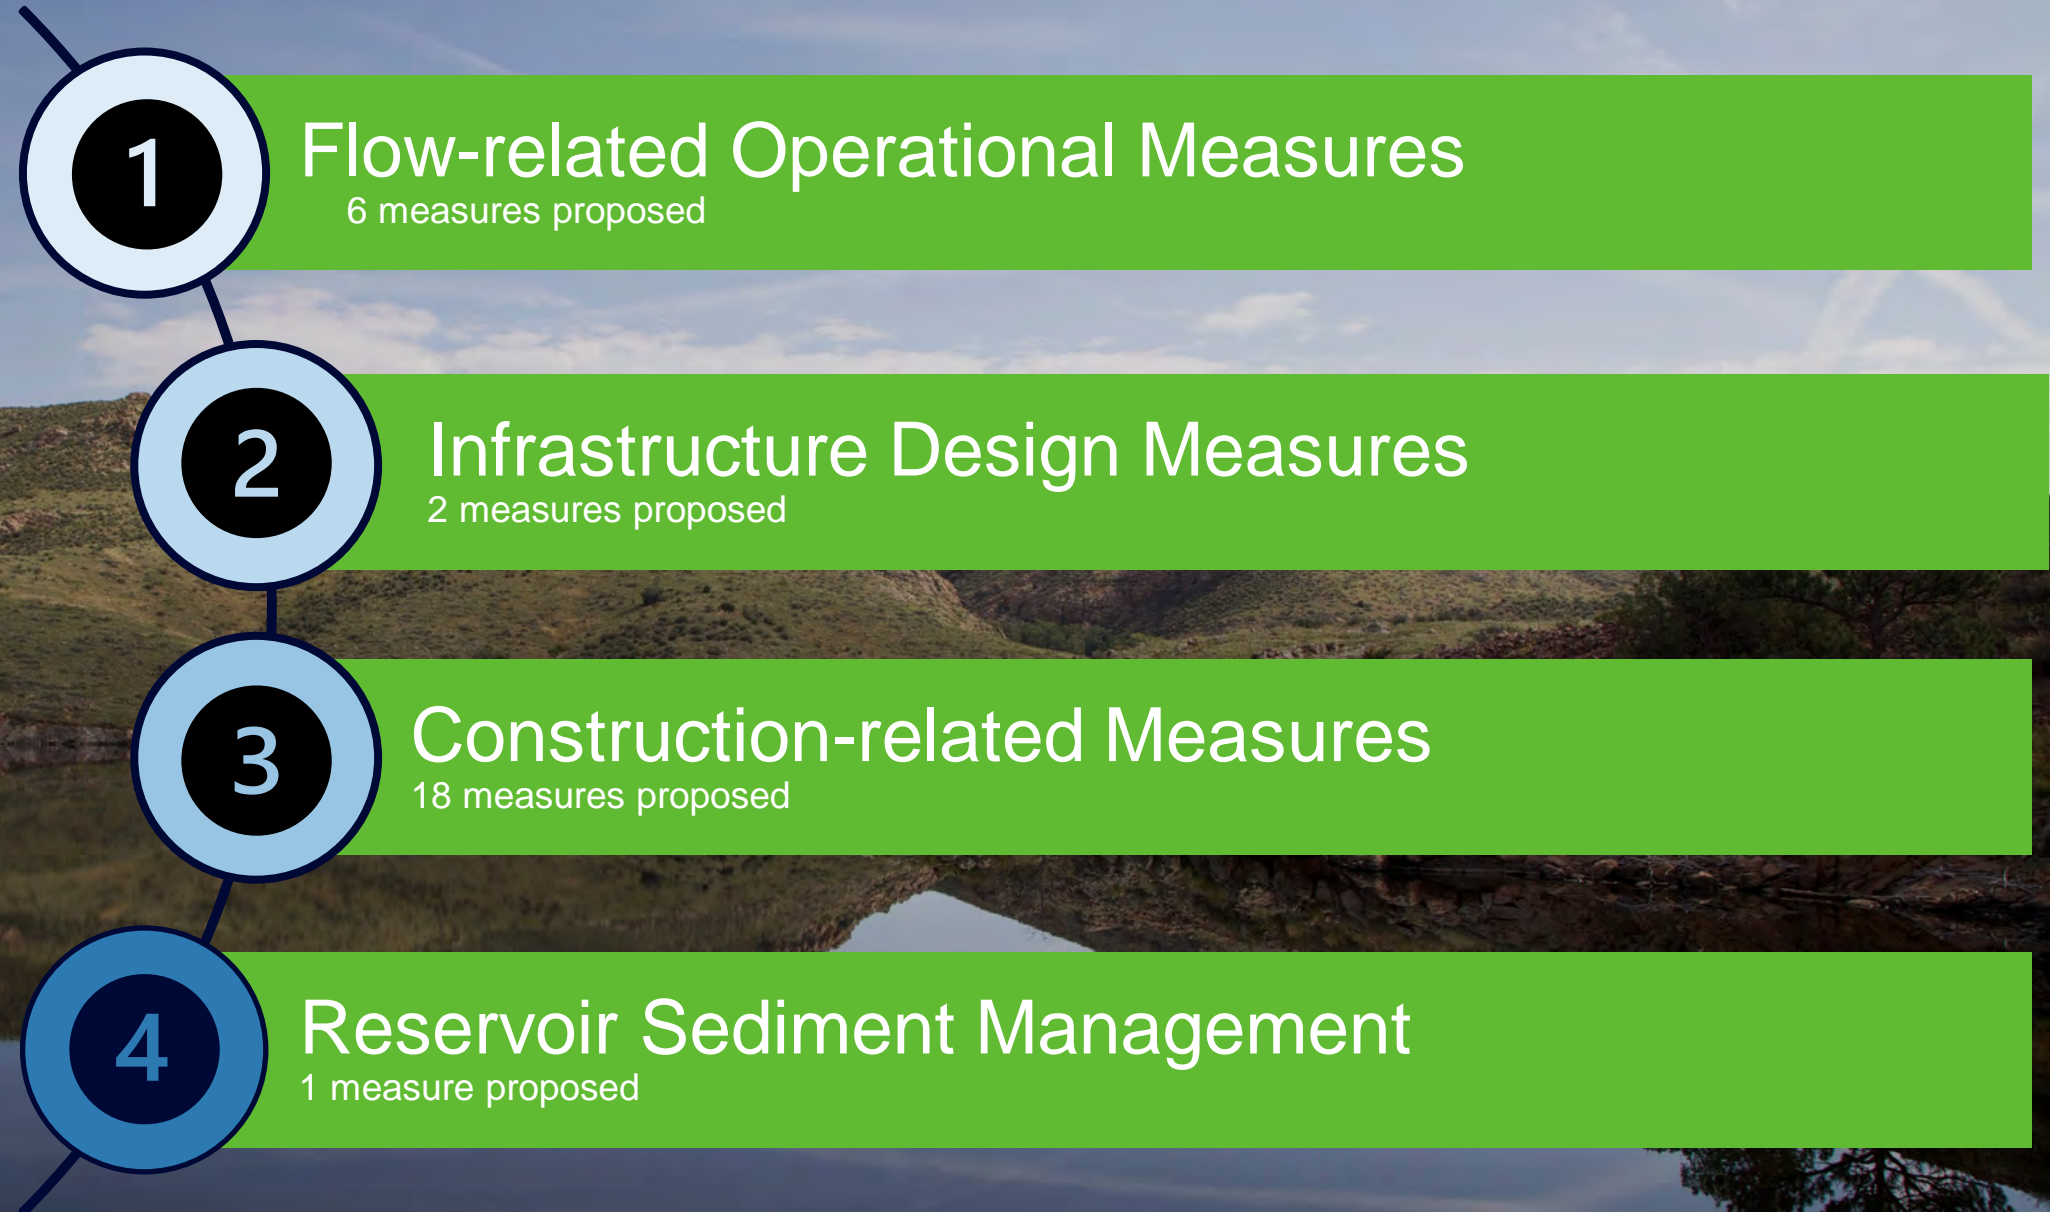 1
Flow-related Operational Measures
6 measures proposed
2
Infrastructure Design Measures
2 measures proposed
3
Construction-related Measures
18 measures proposed
4
Reservoir Sediment Management
1 measure proposed